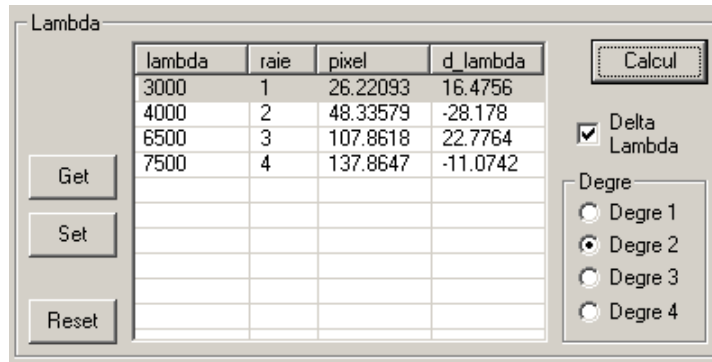 Lambda
lambda raie pixel d_lambda
3000 1 26.22093 16.4756
4000 2 48.33579 -28.178
6500 3 107.8618 22.7764
7500 4 137.8647 -11.0742
Get
Set
Reset
Calcul
Delta
Lambda
Degre
Degre 1
Degre 2
Degre 3
Degre 4